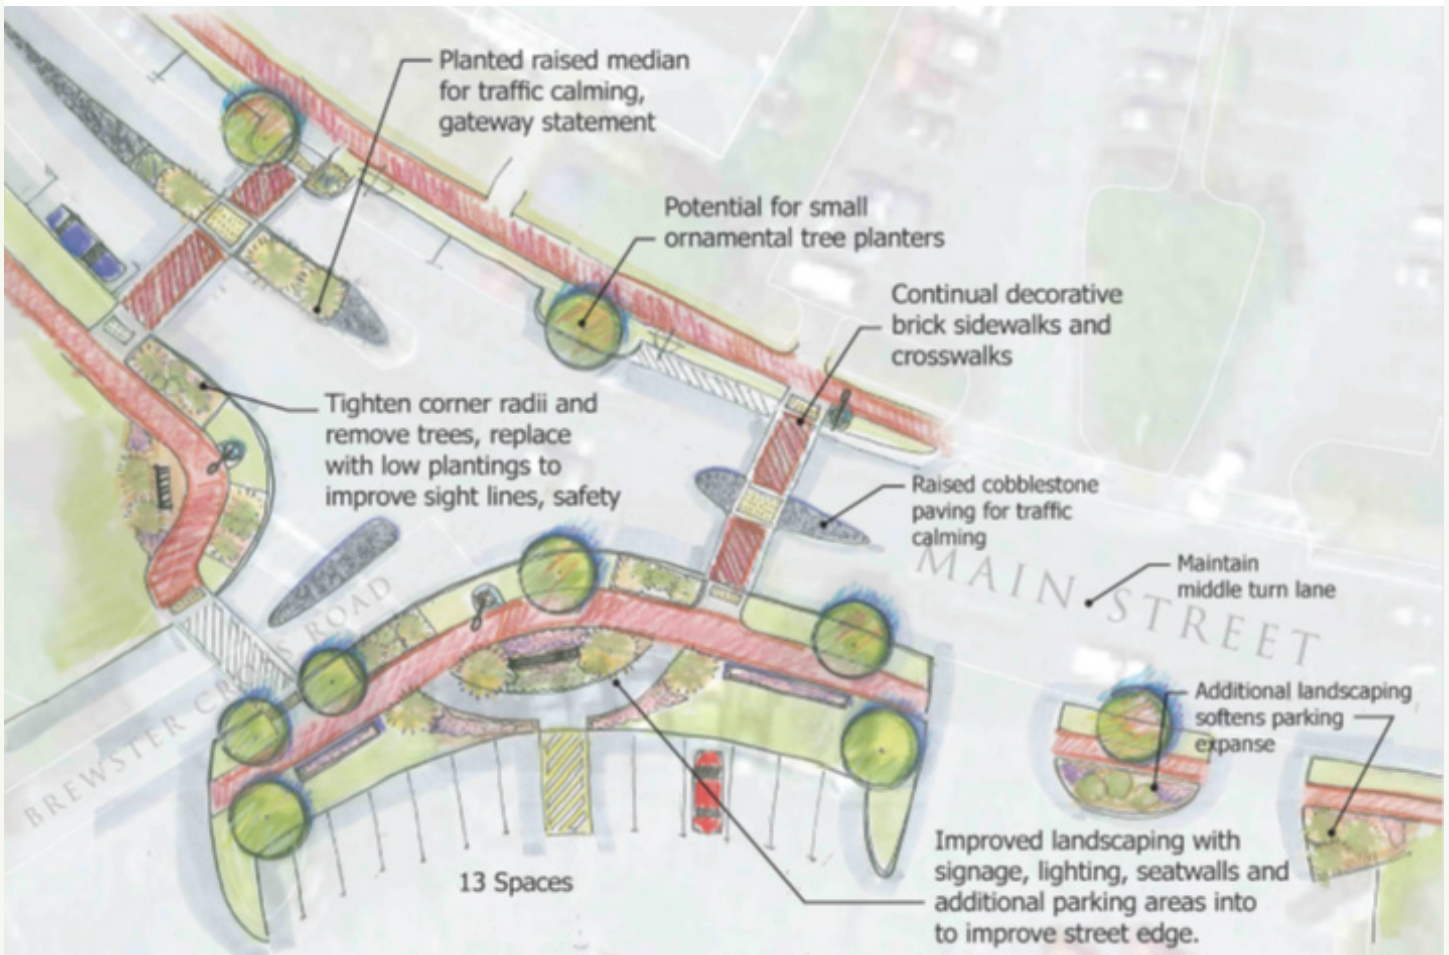 Planted raised median
for traffic calming,
gateway statement
Potential for small
ornamental tree planters
Continual decorative
brick sidewalks and
crosswalks
Tighten corner radii and
remove trees, replace
with low plantings to
improve sight lines, safety
Raised cobblestone
paving for traffic
calming
MAIN STREET
Maintain
middle turn lane
BREWSTER CROSS ROAD
Additional landscaping
softens parking
expanse
13 Spaces
Improved landscaping with
signage, lighting, seatwalls and
additional parking areas into
to improve street edge.